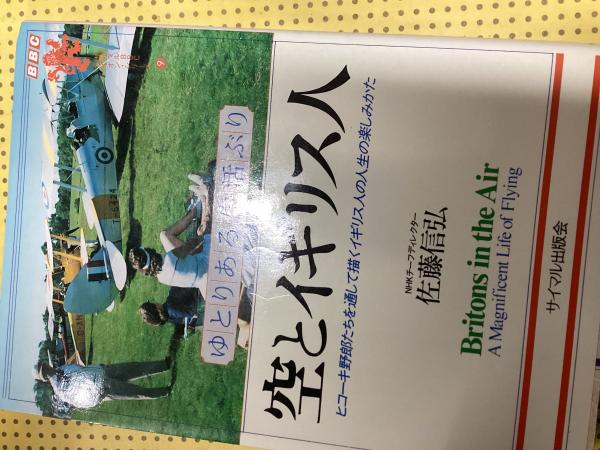 BBC
9
ゆとりある生活ぶり
空とイギリス人
ヒコーキ野郎たちを通して描くイギリス人の人生の楽しみかた
NHKチーフディレクター
佐藤信弘
Britons in the Air
A Magnificent Life of Flying
サイマル出版会